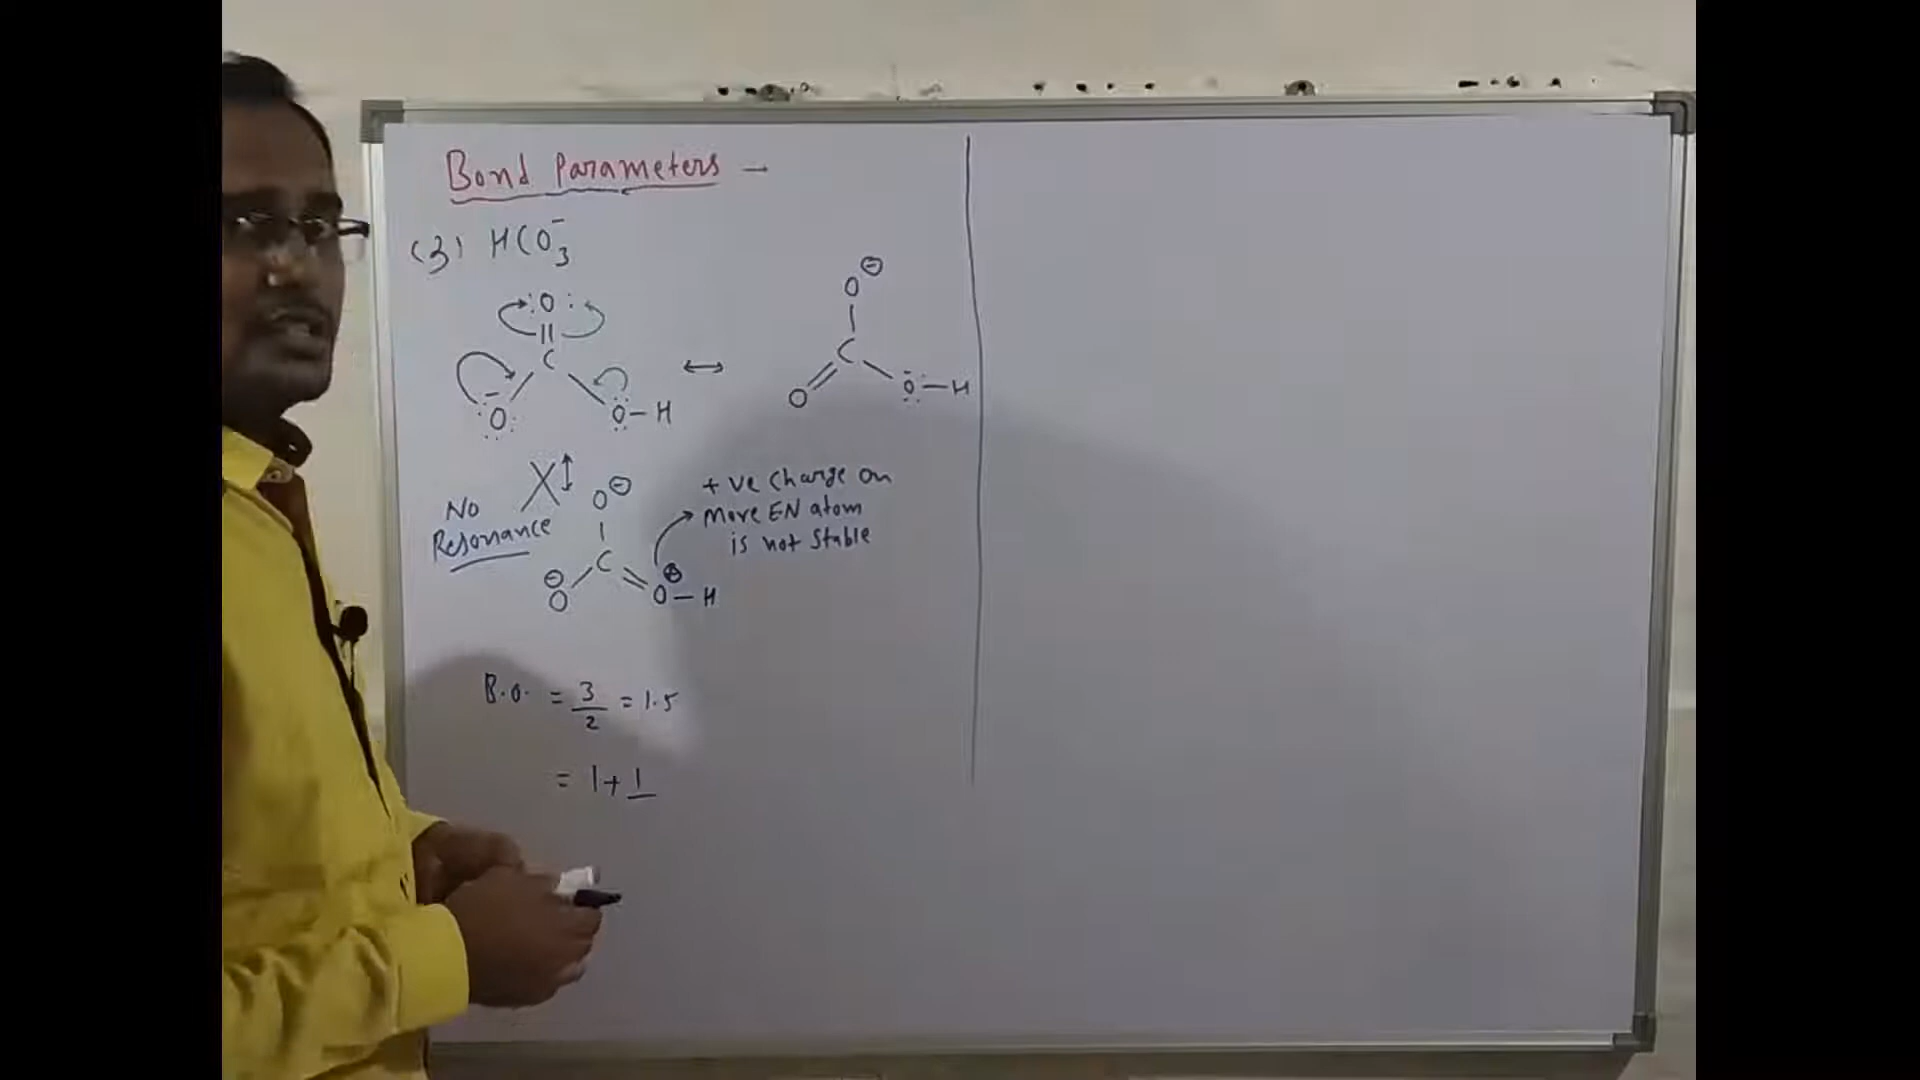 Bond Parameters →
(3) HCO₃⁻
:O:
||
C
:O:⁻
:O–H
↔
O⊖
|
C
O
:O–H
No
Resonance
X↕
O⊖
|
C
⊖
O
O⊕–H
+ve charge on
more EN atom
is not stable
B.O. = 3/2 = 1.5
= 1+1